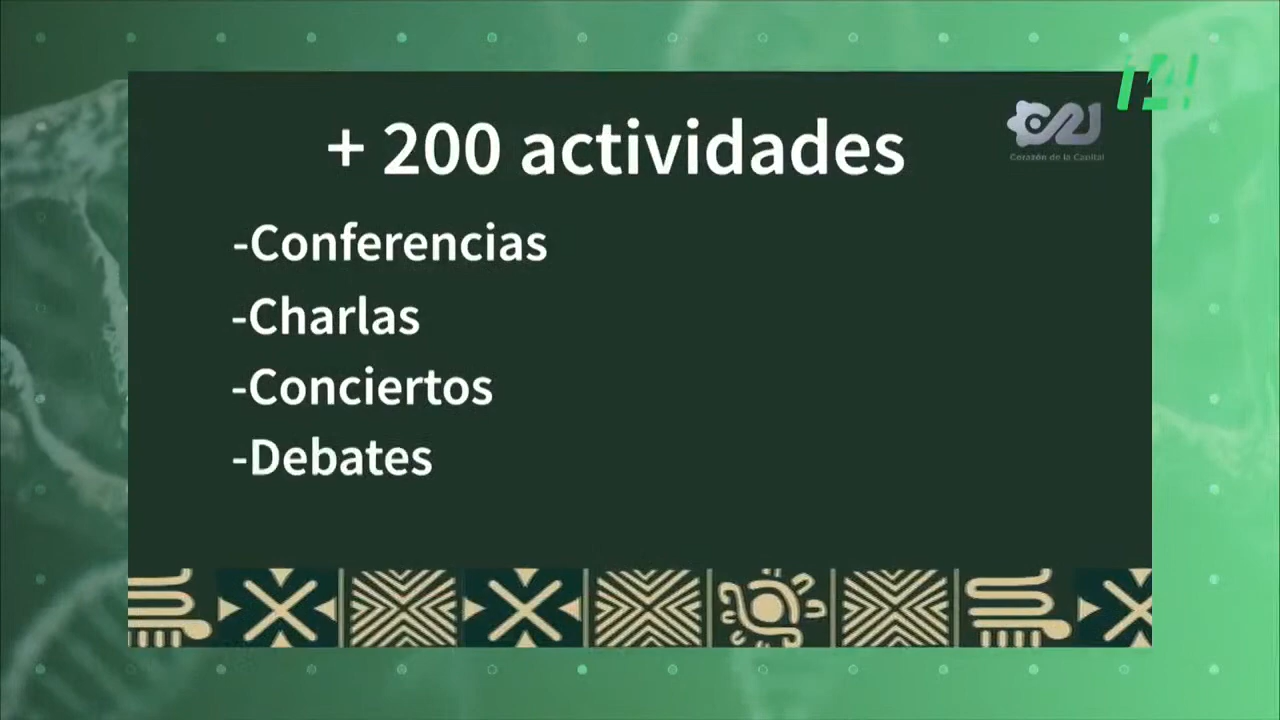 + 200 actividades
Corazón de la Capital
-Conferencias
-Charlas
-Conciertos
-Debates